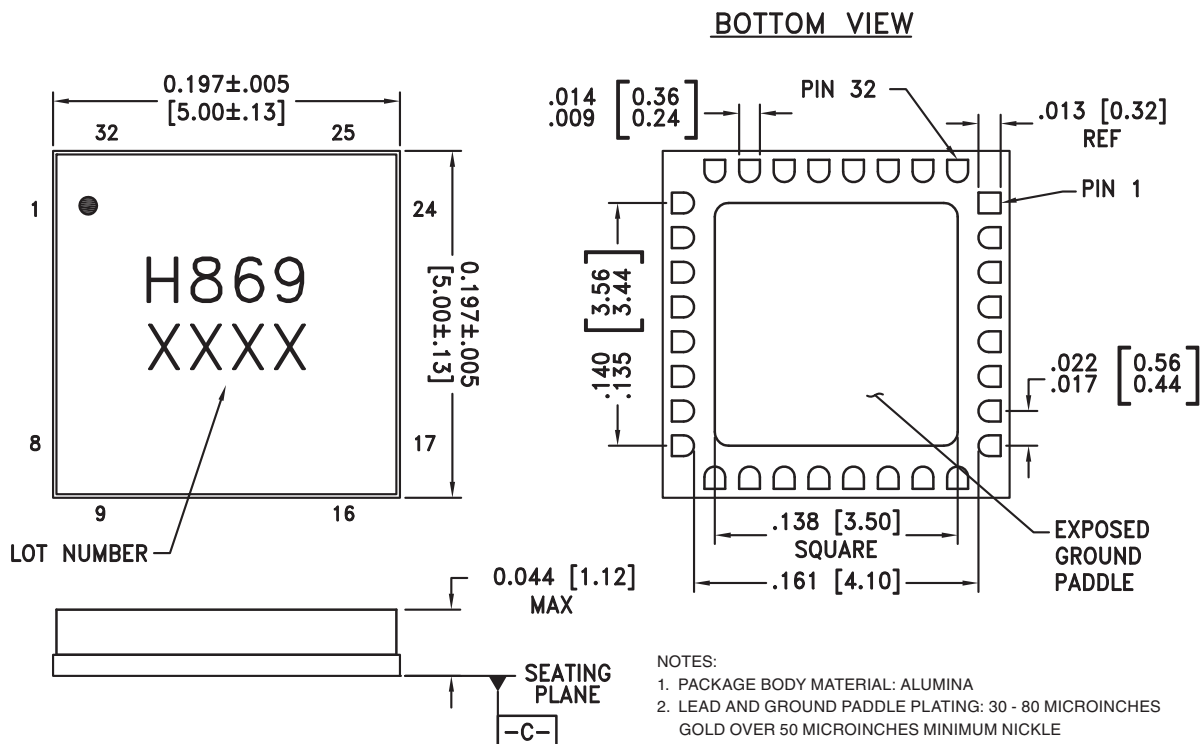 BOTTOM VIEW
0.197±.005
[5.00±.13]
32
25
1
24
H869
XXXX
0.197±.005
[5.00±.13]
8
17
9
16
LOT NUMBER
.014 [0.36]
.009 [0.24]
PIN 32
.013 [0.32]
REF
PIN 1
.140 [3.56]
.135 [3.44]
.022 [0.56]
.017 [0.44]
.138 [3.50]
SQUARE
.161 [4.10]
EXPOSED
GROUND
PADDLE
0.044 [1.12]
MAX
SEATING
PLANE
-C-
NOTES:
1. PACKAGE BODY MATERIAL: ALUMINA
2. LEAD AND GROUND PADDLE PLATING: 30 - 80 MICROINCHES
GOLD OVER 50 MICROINCHES MINIMUM NICKLE